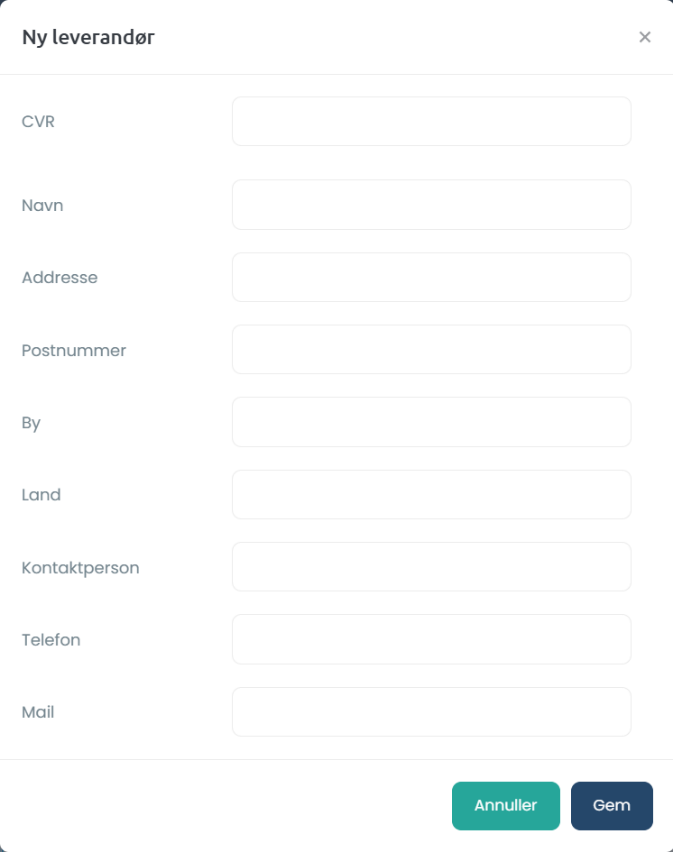 Ny leverandør
×
CVR
Navn
Addresse
Postnummer
By
Land
Kontaktperson
Telefon
Mail
Annuller
Gem